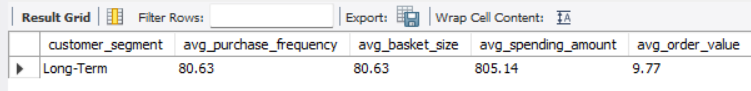 Result Grid Filter Rows: Export: Wrap Cell Content: IA
customer_segment avg_purchase_frequency avg_basket_size avg_spending_amount avg_order_value
Long-Term 80.63 80.63 805.14 9.77